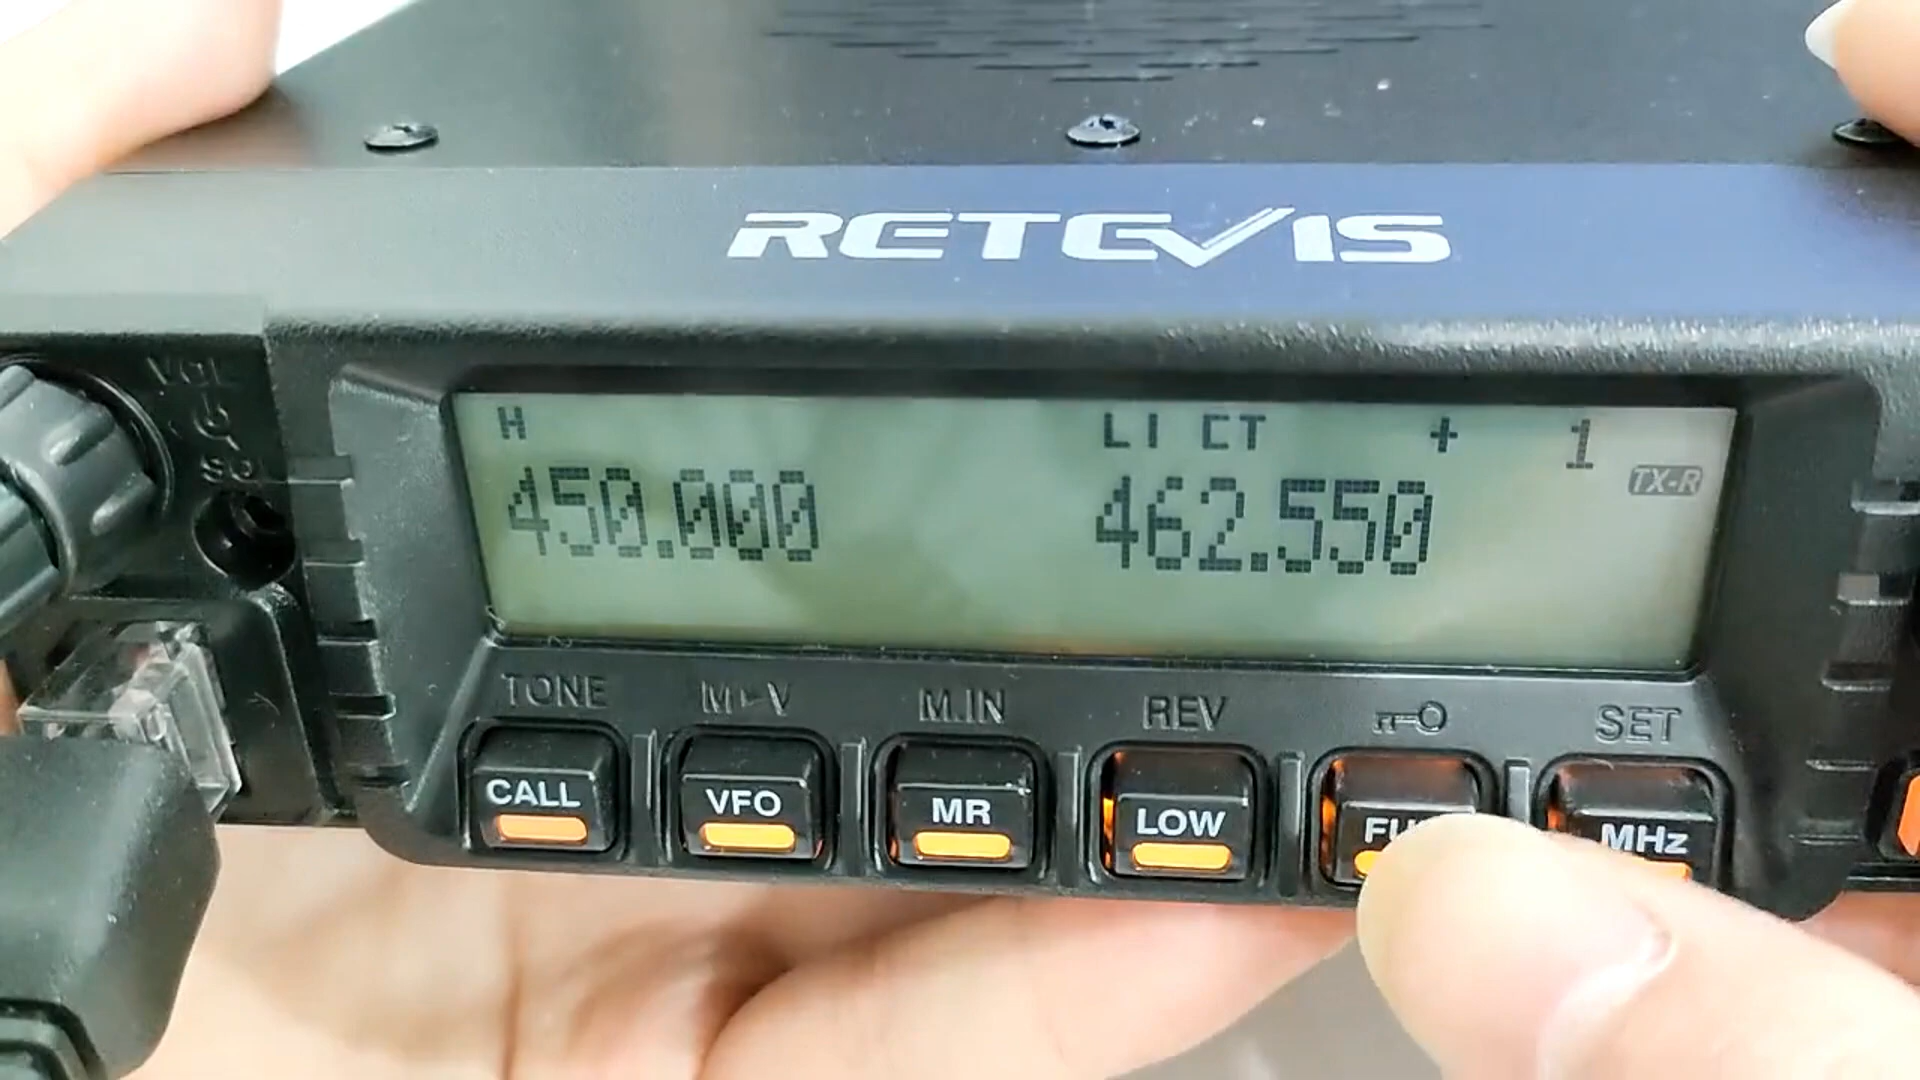 RETEVIS
VOL
SQ
H
LI CT + 1
TX-R
450.000 462.550
TONE M►V M.IN REV SET
CALL VFO MR LOW MHz